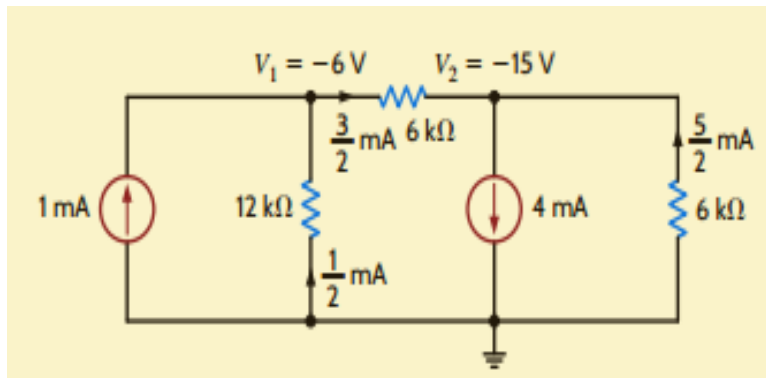 V₁ = −6 V
V₂ = −15 V
3/2 mA
6 kΩ
5/2 mA
1 mA
12 kΩ
4 mA
6 kΩ
1/2 mA